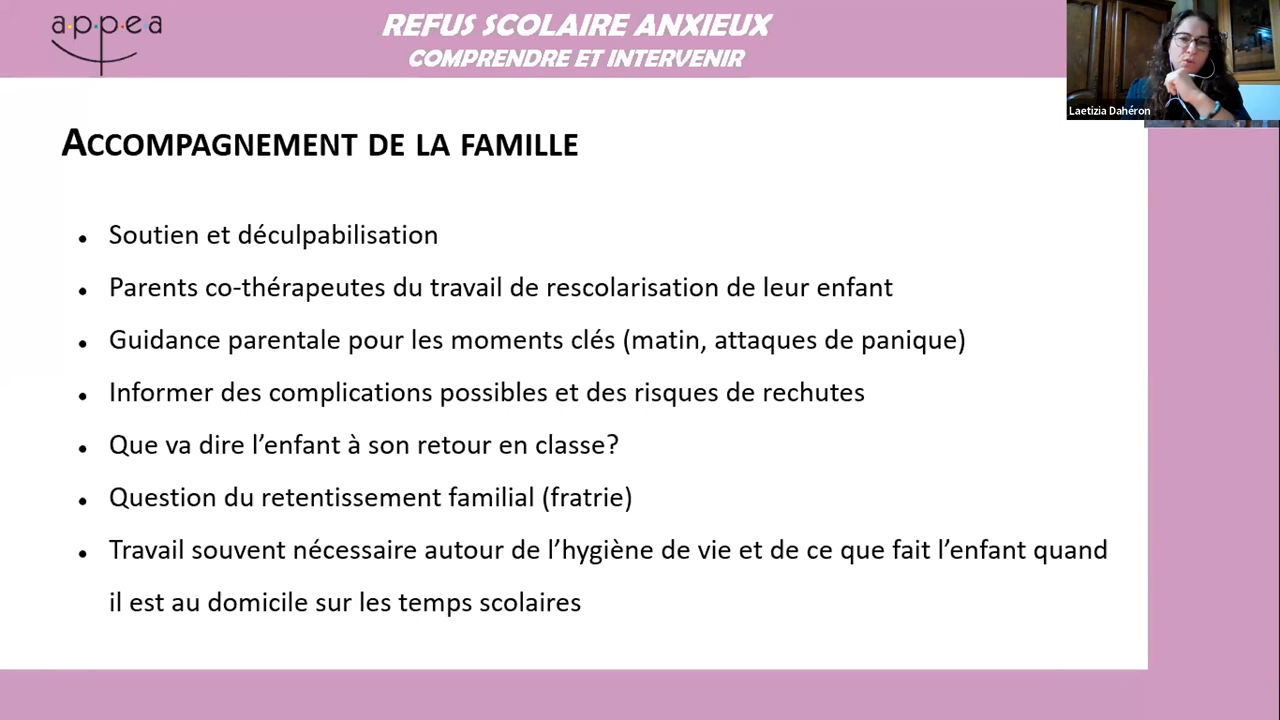 appea
REFUS SCOLAIRE ANXIEUX
COMPRENDRE ET INTERVENIR
Laetizia Dahéron
ACCOMPAGNEMENT DE LA FAMILLE
• Soutien et déculpabilisation
• Parents co-thérapeutes du travail de rescolarisation de leur enfant
• Guidance parentale pour les moments clés (matin, attaques de panique)
• Informer des complications possibles et des risques de rechutes
• Que va dire l’enfant à son retour en classe?
• Question du retentissement familial (fratrie)
• Travail souvent nécessaire autour de l’hygiène de vie et de ce que fait l’enfant quand
il est au domicile sur les temps scolaires